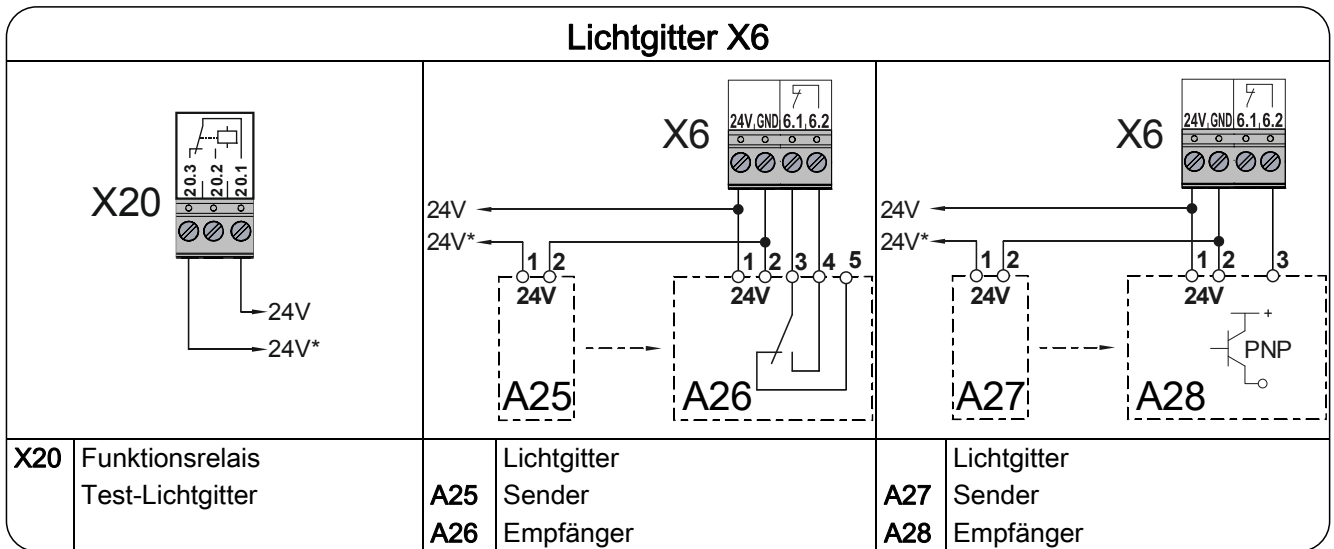 Lichtgitter X6
X20
20.3 20.2 20.1
24V
24V*
X6
24V GND 6.1 6.2
24V
24V*
1 2
24V
A25
1 2 3 4 5
24V
A26
X6
24V GND 6.1 6.2
24V
24V*
1 2
24V
A27
1 2 3
24V
+
PNP
A28
X20 Funktionsrelais
Test-Lichtgitter
Lichtgitter
A25 Sender
A26 Empfänger
Lichtgitter
A27 Sender
A28 Empfänger